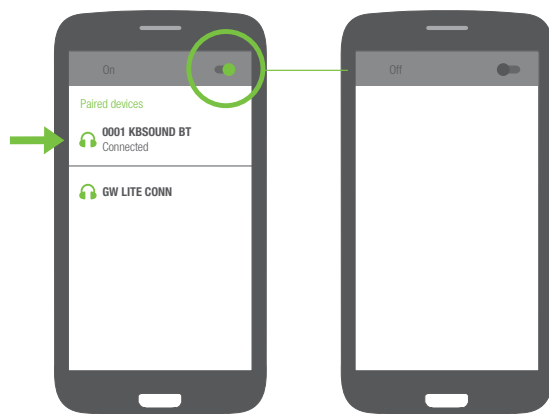 On
Paired devices
0001 KBSOUND BT
Connected
GW LITE CONN
Off